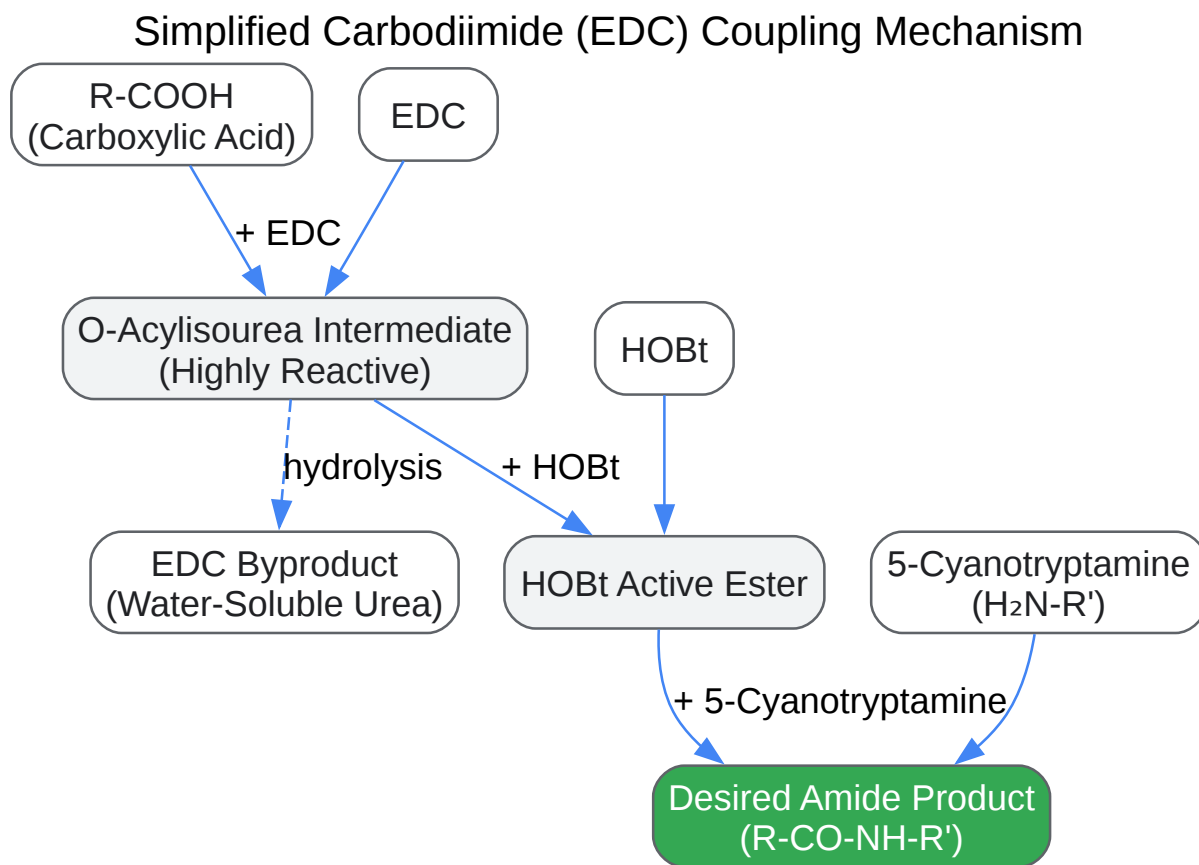 Simplified Carbodiimide (EDC) Coupling Mechanism
R-COOH
(Carboxylic Acid)
EDC
+ EDC
O-Acylisourea Intermediate
(Highly Reactive)
HOBt
hydrolysis
+ HOBt
EDC Byproduct
(Water-Soluble Urea)
HOBt Active Ester
5-Cyanotryptamine
(H₂N-R')
+ 5-Cyanotryptamine
Desired Amide Product
(R-CO-NH-R')